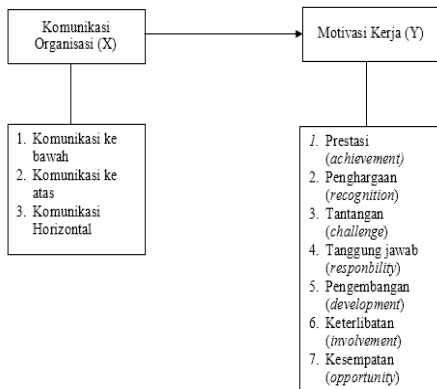 Komunikasi
Organisasi (X)
Motivasi Kerja (Y)
1. Komunikasi ke
bawah
2. Komunikasi ke
atas
3. Komunikasi
Horizontal
1. Prestasi
(achievement)
2. Penghargaan
(recognition)
3. Tantangan
(challenge)
4. Tanggung jawab
(responbility)
5. Pengembangan
(development)
6. Keterlibatan
(involvement)
7. Kesempatan
(opportunity)